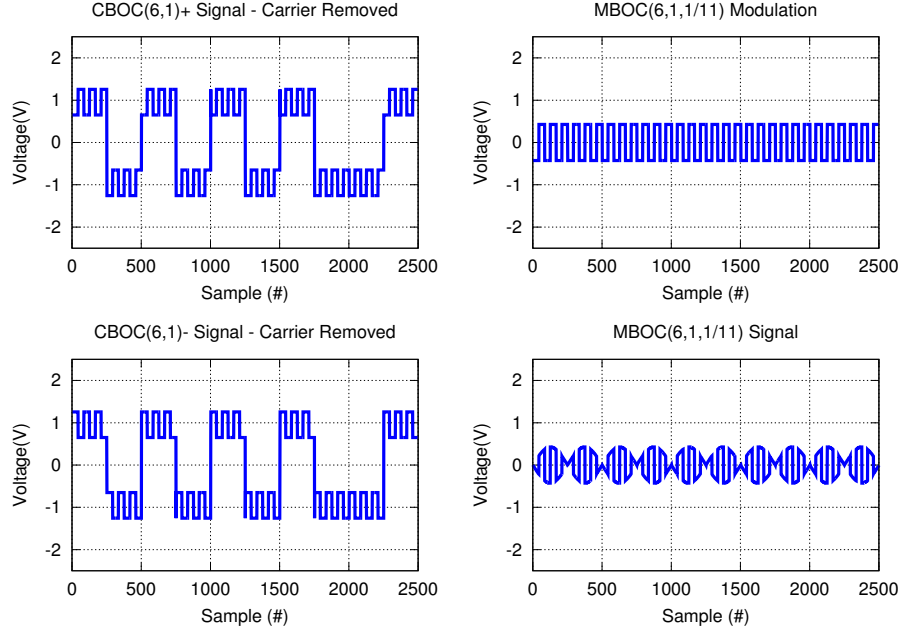 CBOC(6,1)+ Signal - Carrier Removed
2
1
0
-1
-2
Voltage(V)
0 500 1000 1500 2000 2500
Sample (#)
MBOC(6,1,1/11) Modulation
2
1
0
-1
-2
Voltage(V)
0 500 1000 1500 2000 2500
Sample (#)
CBOC(6,1)- Signal - Carrier Removed
2
1
0
-1
-2
Voltage(V)
0 500 1000 1500 2000 2500
Sample (#)
MBOC(6,1,1/11) Signal
2
1
0
-1
-2
Voltage(V)
0 500 1000 1500 2000 2500
Sample (#)